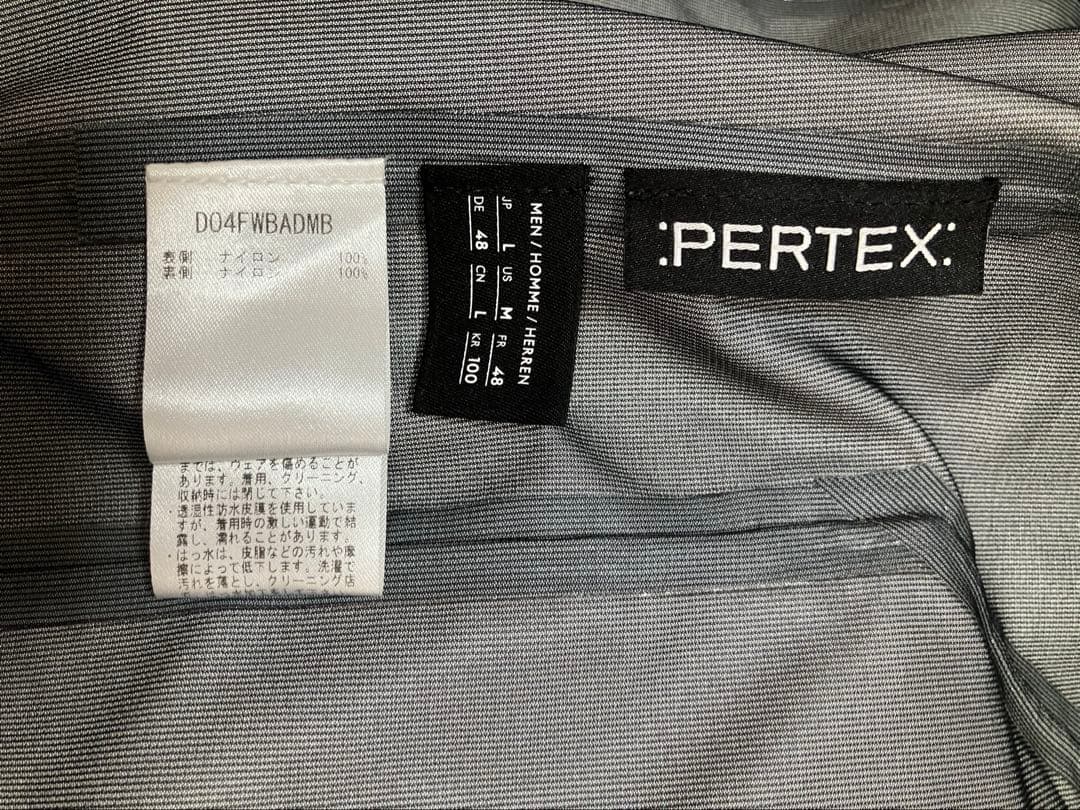 D04FWBADMB
表側 ナイロン 100%
裏側 ナイロン 100%
までは、ウェアを傷めることが
あります。着用、クリーニング、
収納時には閉じて下さい。
・透湿性防水皮膜を使用していま
すが、着用時の激しい運動で結
露し、濡れることがあります。
・はっ水は、皮脂などの汚れや摩
擦によって低下します。洗濯で
汚れを落とし、クリーニング店
MEN / HOMME / HERREN
JP L US M FR 48
DE 48 CN L KR 100
:PERTEX: